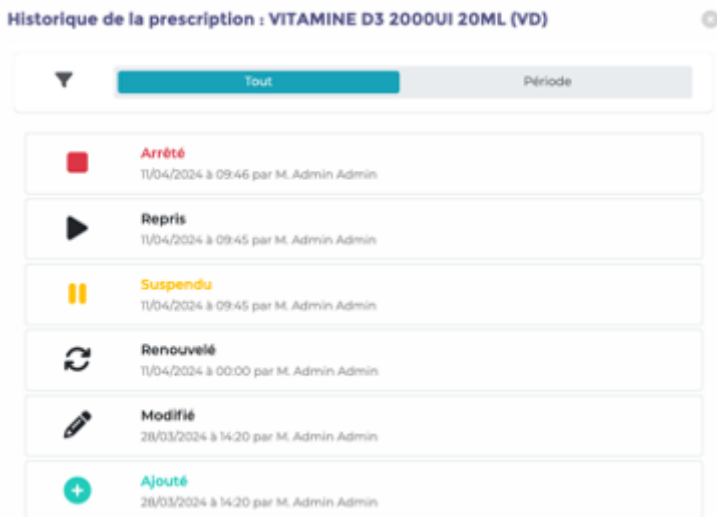 Historique de la prescription : VITAMINE D3 2000UI 20ML (VD)
Tout
Période
Arrêté
11/04/2024 à 09:46 par M. Admin Admin
Repris
11/04/2024 à 09:45 par M. Admin Admin
Suspendu
11/04/2024 à 09:45 par M. Admin Admin
Renouvelé
11/04/2024 à 00:00 par M. Admin Admin
Modifié
28/03/2024 à 14:20 par M. Admin Admin
Ajouté
28/03/2024 à 14:20 par M. Admin Admin